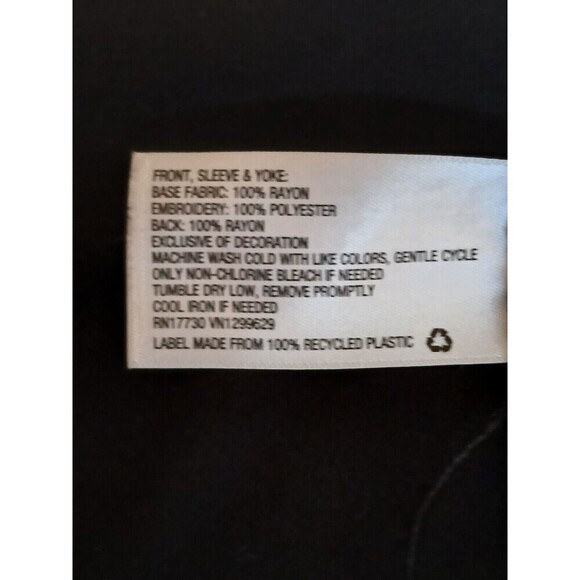 FRONT, SLEEVE & YOKE:
BASE FABRIC: 100% RAYON
EMBROIDERY: 100% POLYESTER
BACK: 100% RAYON
EXCLUSIVE OF DECORATION
MACHINE WASH COLD WITH LIKE COLORS, GENTLE CYCLE
ONLY NON-CHLORINE BLEACH IF NEEDED
TUMBLE DRY LOW, REMOVE PROMPTLY
COOL IRON IF NEEDED
RN17730 VN1299629
LABEL MADE FROM 100% RECYCLED PLASTIC